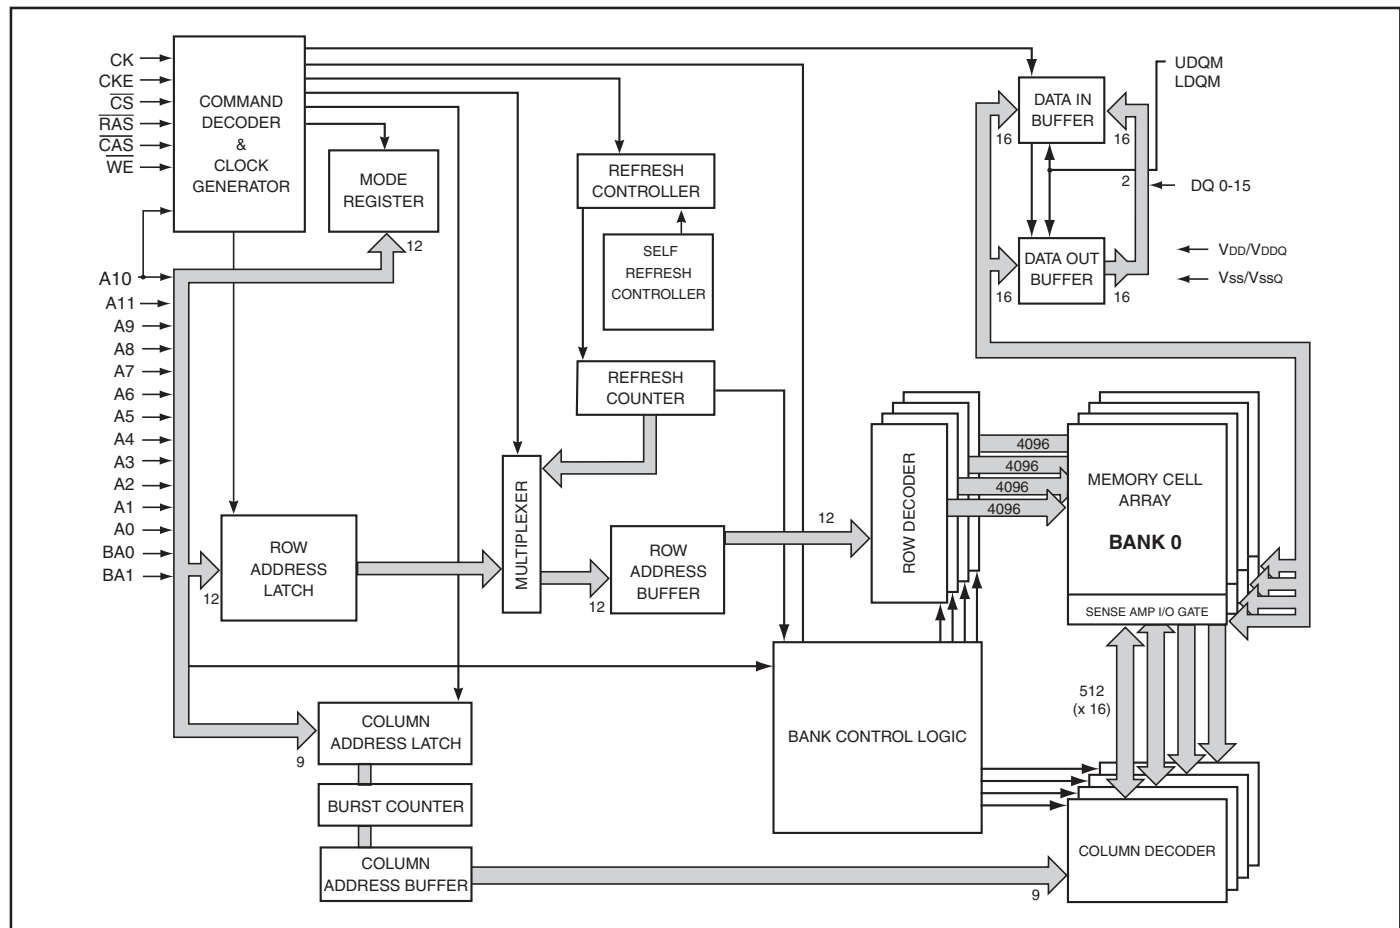 CK
CKE
CS
RAS
CAS
WE
A10
A11
A9
A8
A7
A6
A5
A4
A3
A2
A1
A0
BA0
BA1
COMMAND
DECODER
&
CLOCK
GENERATOR
MODE
REGISTER
12
REFRESH
CONTROLLER
SELF
REFRESH
CONTROLLER
REFRESH
COUNTER
DATA IN
BUFFER
16
16
UDQM
LDQM
2
DQ 0-15
DATA OUT
BUFFER
16
16
VDD/VDDQ
Vss/VssQ
ROW
ADDRESS
LATCH
12
MULTIPLEXER
12
ROW
ADDRESS
BUFFER
12
ROW DECODER
4096
4096
4096
4096
MEMORY CELL
ARRAY
BANK 0
SENSE AMP I/O GATE
512
(x 16)
BANK CONTROL LOGIC
COLUMN
ADDRESS LATCH
9
BURST COUNTER
COLUMN
ADDRESS BUFFER
9
COLUMN DECODER